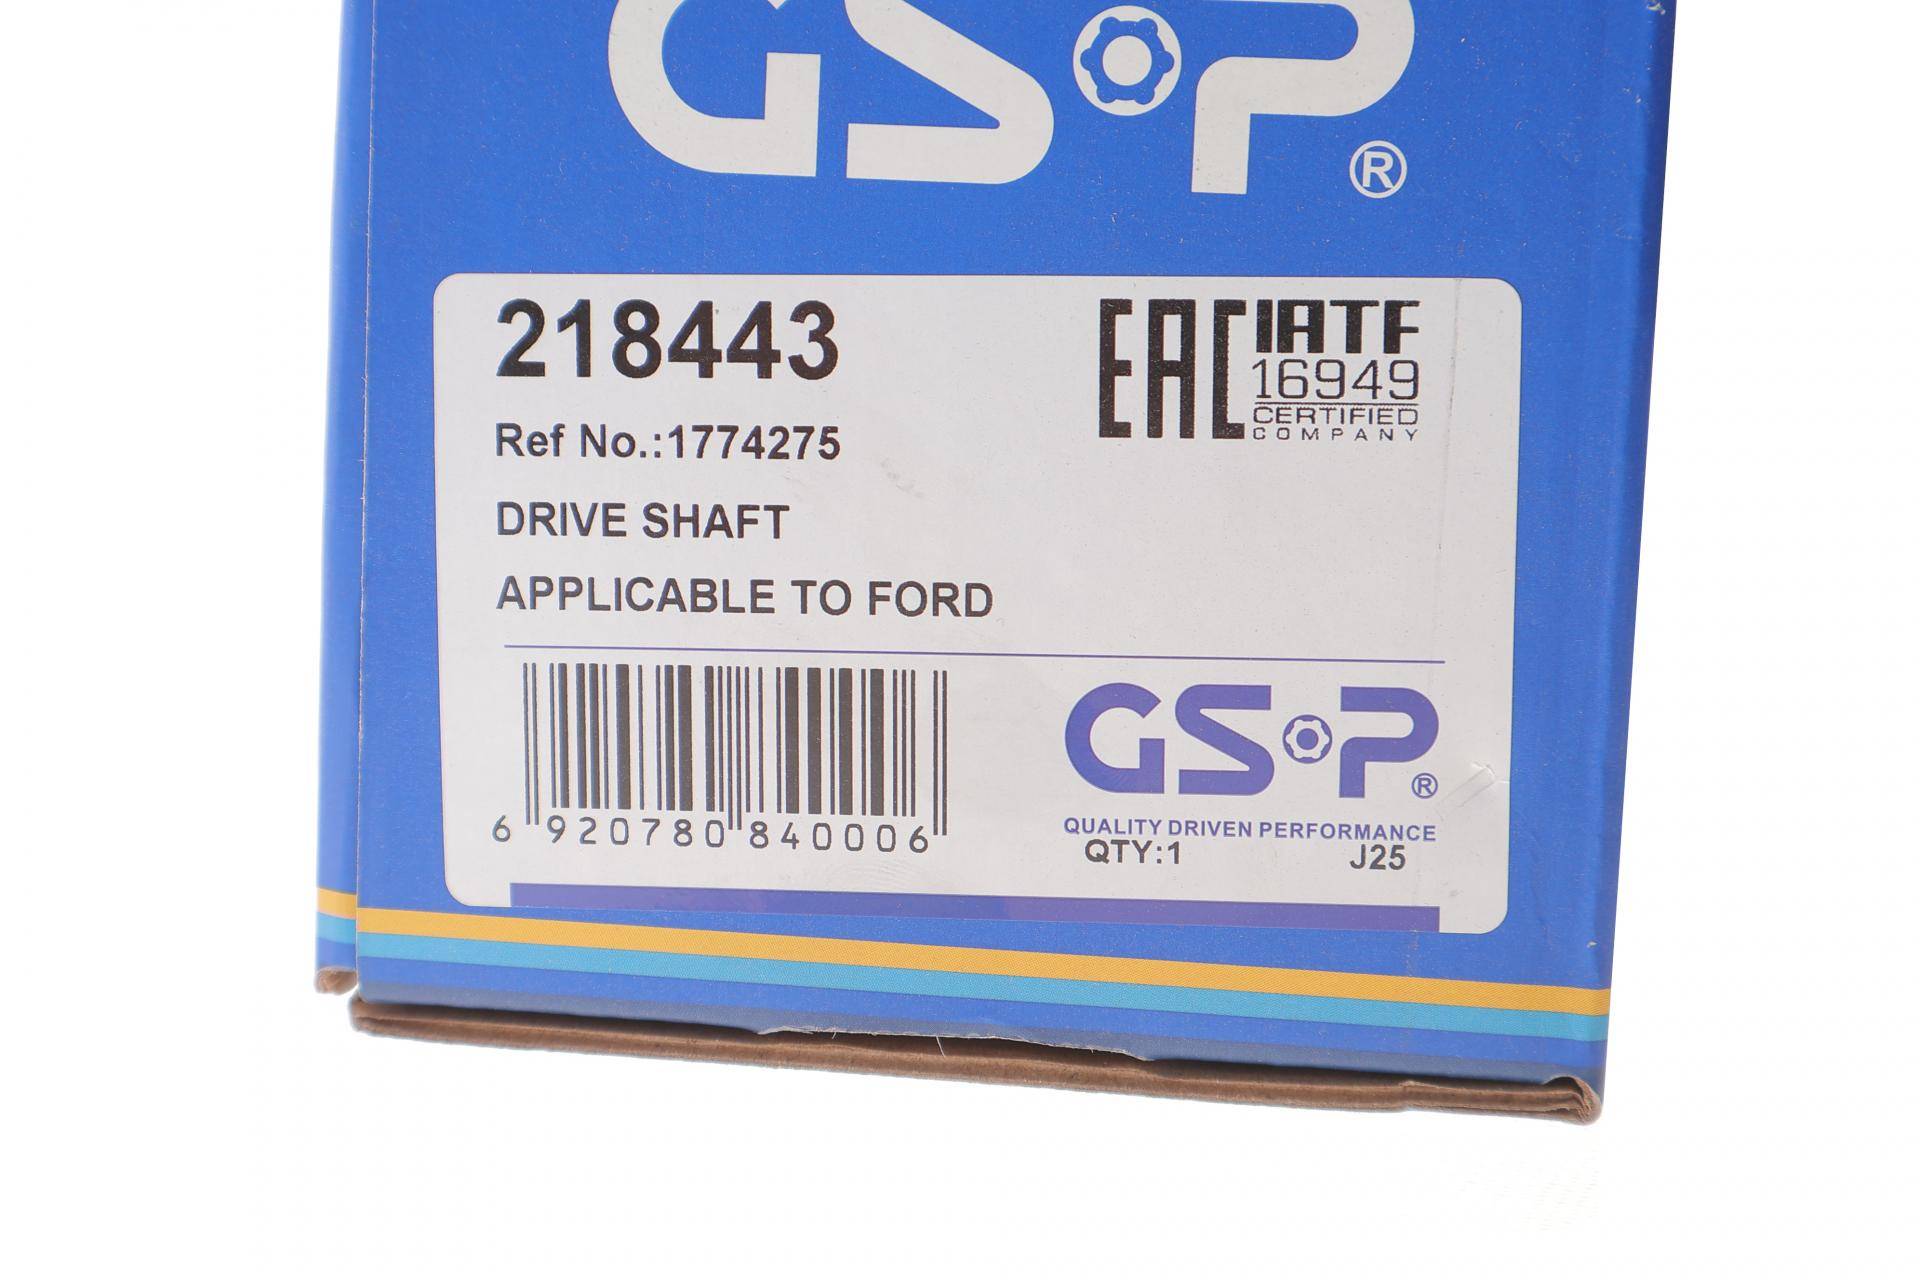 GSP®
218443
EAC
IATF
16949
CERTIFIED
COMPANY
Ref No.:1774275
DRIVE SHAFT
APPLICABLE TO FORD
6 920780 840006
GSP®
QUALITY DRIVEN PERFORMANCE
QTY:1 J25